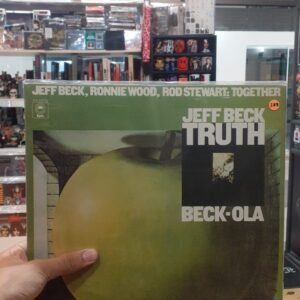 JEFF BECK, RONNIE WOOD, ROD STEWART: TOGETHER
JEFF BECK
TRUTH
BECK-OLA